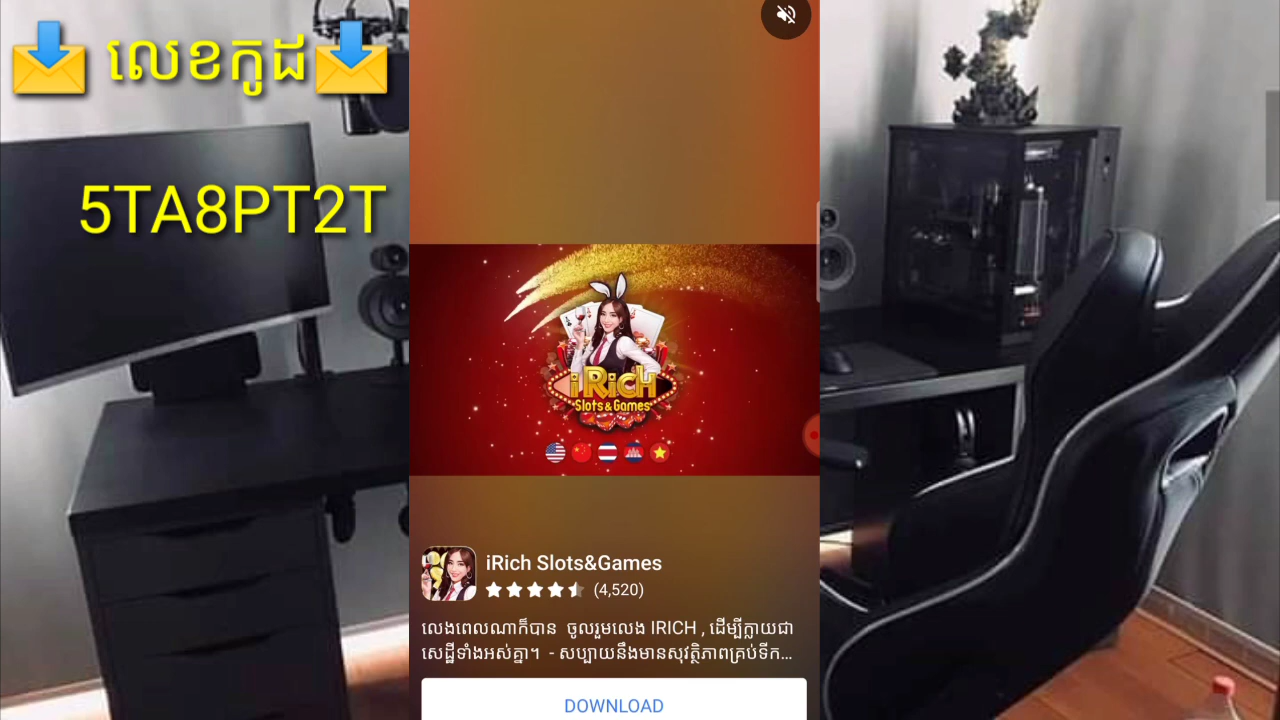 លេខកូដ
5TA8PT2T
iRich
Slots&Games
iRich Slots&Games
(4,520)
លេងពេលណាក៏បាន ចូលរួមលេង IRICH , ដើម្បីក្លាយជា
សេដ្ឋីទាំងអស់គ្នា។ - សប្បាយនឹងមានសុវត្ថិភាពគ្រប់ទីក...
DOWNLOAD